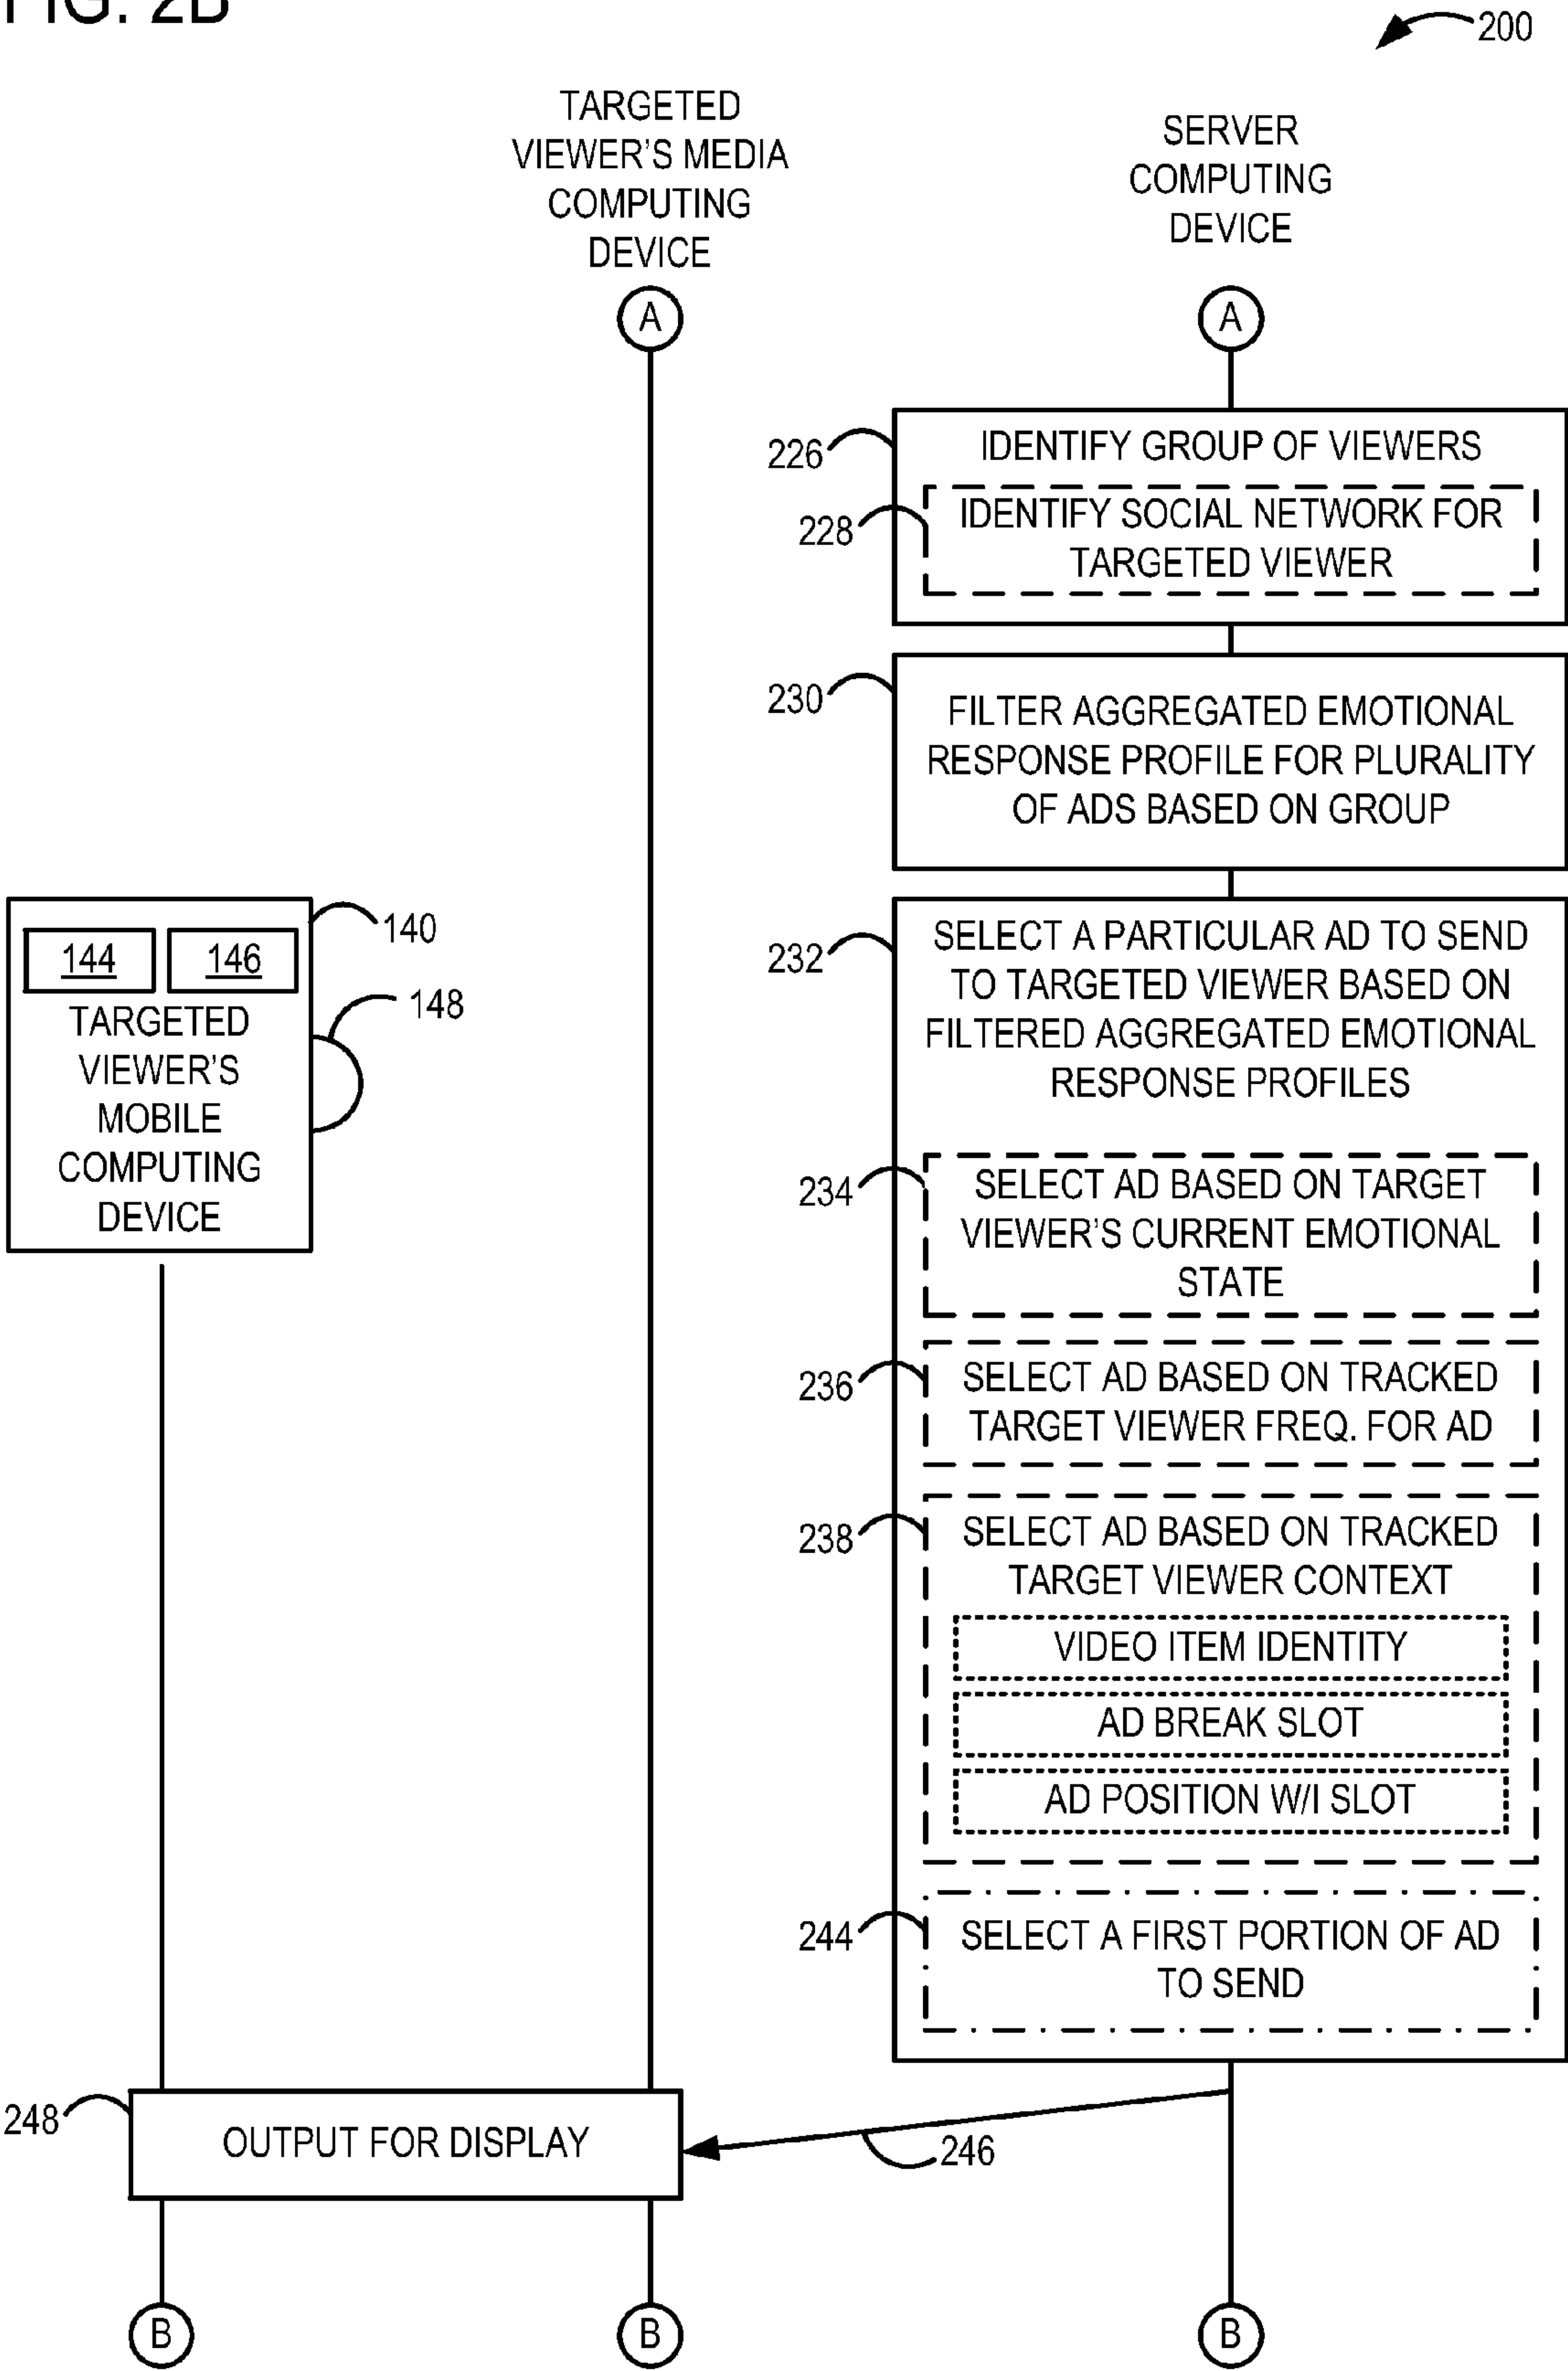 FIG. 2B
200
TARGETED
VIEWER'S MEDIA
COMPUTING
DEVICE
SERVER
COMPUTING
DEVICE
A
A
226
IDENTIFY GROUP OF VIEWERS
228
IDENTIFY SOCIAL NETWORK FOR
TARGETED VIEWER
230
FILTER AGGREGATED EMOTIONAL
RESPONSE PROFILE FOR PLURALITY
OF ADS BASED ON GROUP
140
144
146
148
TARGETED
VIEWER'S
MOBILE
COMPUTING
DEVICE
232
SELECT A PARTICULAR AD TO SEND
TO TARGETED VIEWER BASED ON
FILTERED AGGREGATED EMOTIONAL
RESPONSE PROFILES
234
SELECT AD BASED ON TARGET
VIEWER'S CURRENT EMOTIONAL
STATE
236
SELECT AD BASED ON TRACKED
TARGET VIEWER FREQ. FOR AD
238
SELECT AD BASED ON TRACKED
TARGET VIEWER CONTEXT
VIDEO ITEM IDENTITY
AD BREAK SLOT
AD POSITION W/I SLOT
244
SELECT A FIRST PORTION OF AD
TO SEND
248
OUTPUT FOR DISPLAY
246
B
B
B